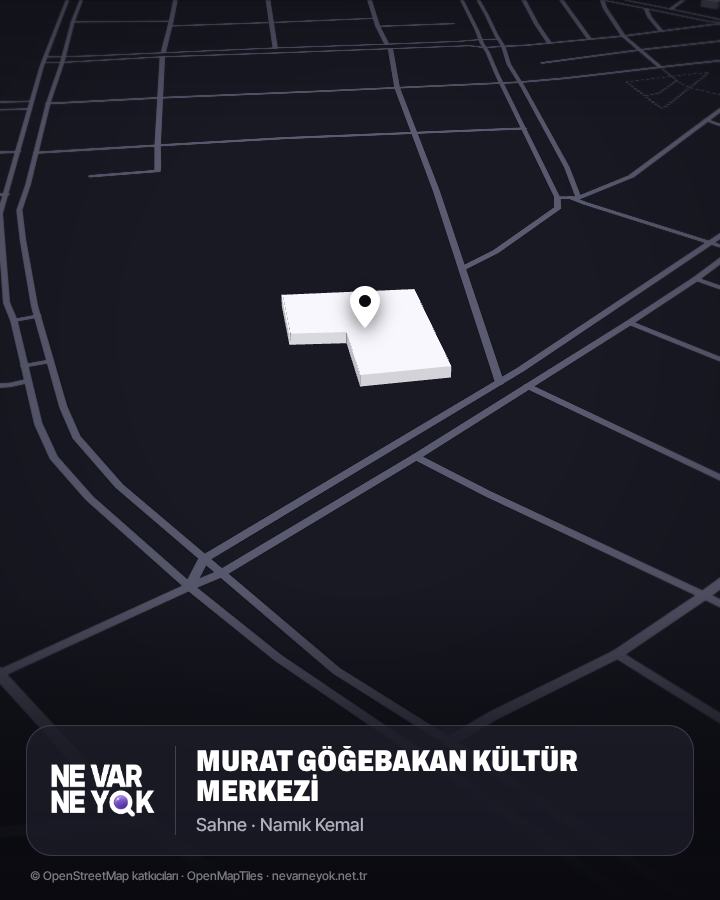 NE VAR
NE YOK
MURAT GÖĞEBAKAN KÜLTÜR
MERKEZİ
Sahne · Namık Kemal
© OpenStreetMap katkıcıları · OpenMapTiles · nevarneyok.net.tr